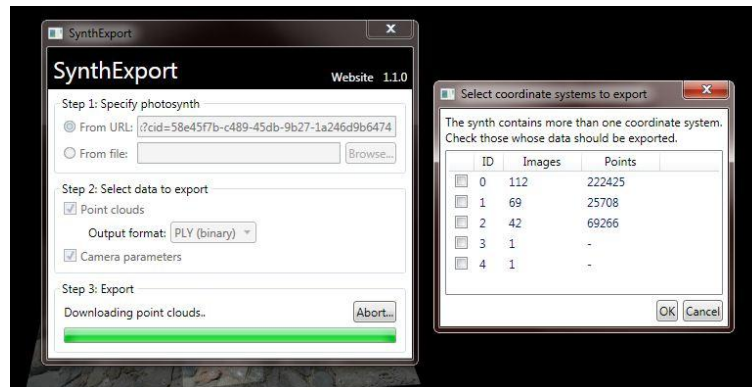 SynthExport
SynthExport
Website 1.1.0
Step 1: Specify photosynth
From URL: :?cid=58e45f7b-c489-45db-9b27-1a246d9b6474
From file: Browse...
Step 2: Select data to export
Point clouds
Output format: PLY (binary)
Camera parameters
Step 3: Export
Downloading point clouds.. Abort...
Select coordinate systems to export
The synth contains more than one coordinate system.
Check those whose data should be exported.
ID Images Points
0 112 222425
1 69 25708
2 42 69266
3 1 -
4 1 -
OK Cancel